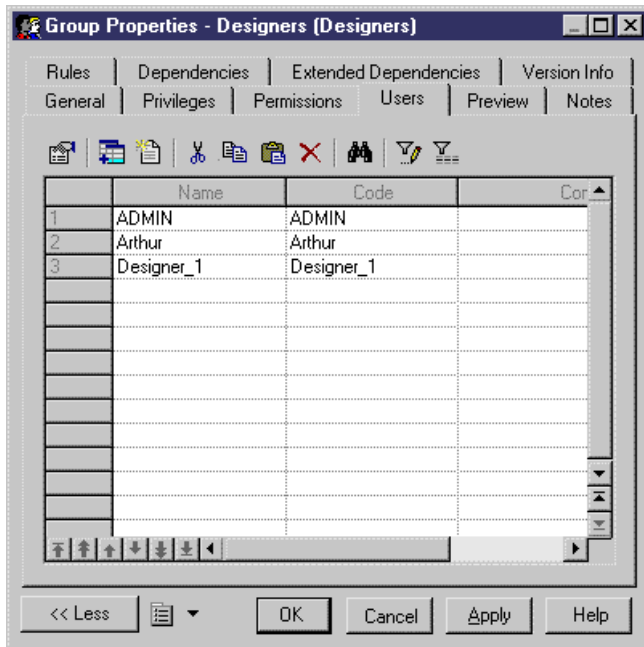 Group Properties - Designers (Designers)
Rules Dependencies Extended Dependencies Version Info
General Privileges Permissions Users Preview Notes
Name Code Cor
1 ADMIN ADMIN
2 Arthur Arthur
3 Designer_1 Designer_1
<< Less OK Cancel Apply Help